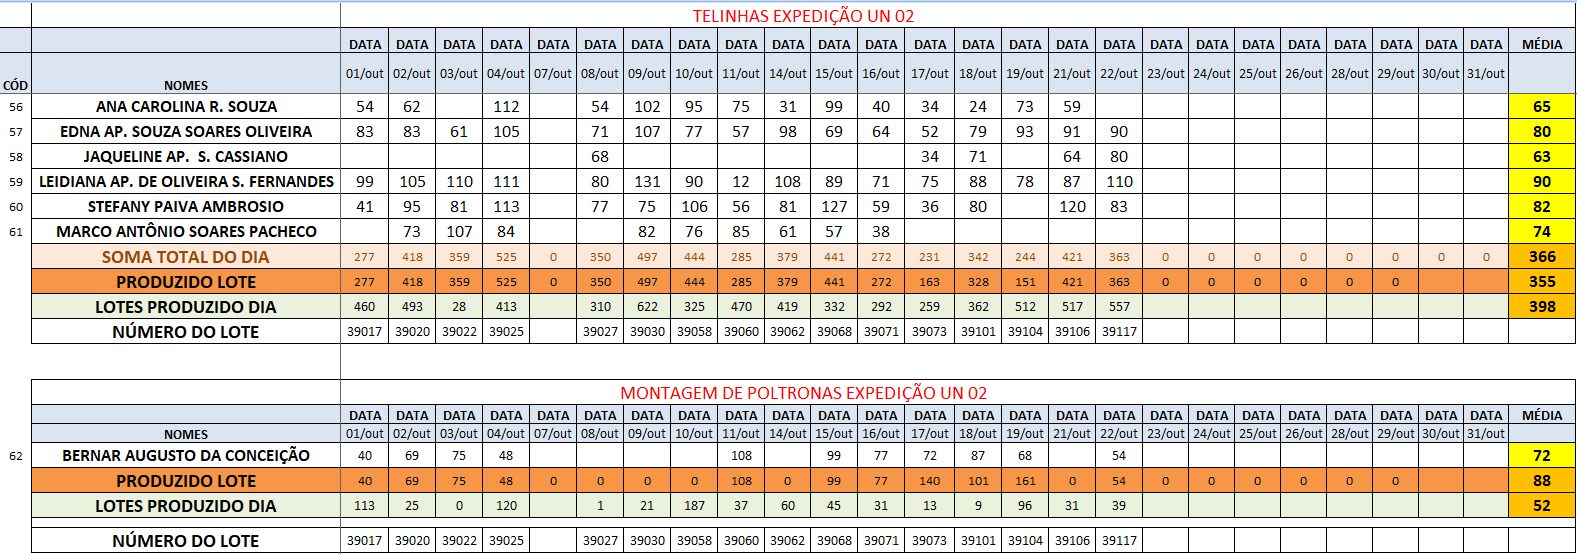 TELINHAS EXPEDIÇÃO UN 02
DATA DATA DATA DATA DATA DATA DATA DATA DATA DATA DATA DATA DATA DATA DATA DATA DATA DATA DATA DATA DATA DATA DATA DATA DATA MÉDIA
CÓD NOMES 01/out 02/out 03/out 04/out 07/out 08/out 09/out 10/out 11/out 14/out 15/out 16/out 17/out 18/out 19/out 21/out 22/out 23/out 24/out 25/out 26/out 28/out 29/out 30/out 31/out
56 ANA CAROLINA R. SOUZA 54 62 112 54 102 95 75 31 99 40 34 24 73 59 65
57 EDNA AP. SOUZA SOARES OLIVEIRA 83 83 61 105 71 107 77 57 98 69 64 52 79 93 91 90 80
58 JAQUELINE AP. S. CASSIANO 68 34 71 64 80 63
59 LEIDIANA AP. DE OLIVEIRA S. FERNANDES 99 105 110 111 80 131 90 12 108 89 71 75 88 78 87 110 90
60 STEFANY PAIVA AMBROSIO 41 95 81 113 77 75 106 56 81 127 59 36 80 120 83 82
61 MARCO ANTÔNIO SOARES PACHECO 73 107 84 82 76 85 61 57 38 74
SOMA TOTAL DO DIA 277 418 359 525 0 350 497 444 285 379 441 272 231 342 244 421 363 0 0 0 0 0 0 0 0 366
PRODUZIDO LOTE 277 418 359 525 0 350 497 444 285 379 441 272 163 328 151 421 363 0 0 0 0 0 0 355
LOTES PRODUZIDO DIA 460 493 28 413 310 622 325 470 419 332 292 259 362 512 517 557 398
NÚMERO DO LOTE 39017 39020 39022 39025 39027 39030 39058 39060 39062 39068 39071 39073 39101 39104 39106 39117
MONTAGEM DE POLTRONAS EXPEDIÇÃO UN 02
DATA DATA DATA DATA DATA DATA DATA DATA DATA DATA DATA DATA DATA DATA DATA DATA DATA DATA DATA DATA DATA DATA DATA DATA DATA MÉDIA
NOMES 01/out 02/out 03/out 04/out 07/out 08/out 09/out 10/out 11/out 14/out 15/out 16/out 17/out 18/out 19/out 21/out 22/out 23/out 24/out 25/out 26/out 28/out 29/out 30/out 31/out
62 BERNAR AUGUSTO DA CONCEIÇÃO 40 69 75 48 108 99 77 72 87 68 54 72
PRODUZIDO LOTE 40 69 75 48 0 0 0 0 108 0 99 77 140 101 161 0 54 0 0 0 0 0 0 88
LOTES PRODUZIDO DIA 113 25 0 120 1 21 187 37 60 45 31 13 9 96 31 39 52
NÚMERO DO LOTE 39017 39020 39022 39025 39027 39030 39058 39060 39062 39068 39071 39073 39101 39104 39106 39117